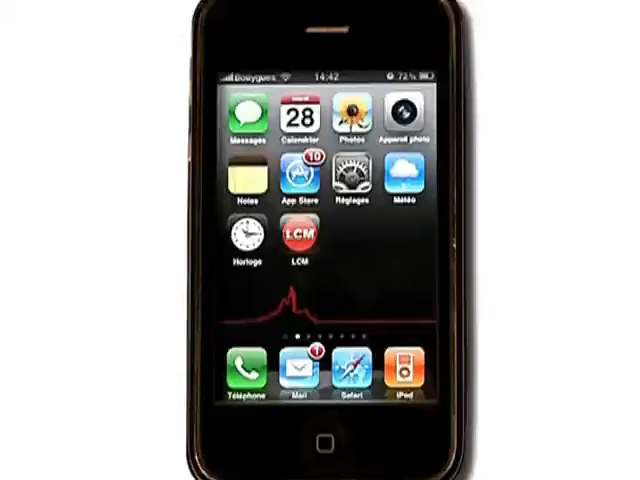 Bouygues 14:42 72 %
28
Messages Calendrier Photos Appareil photo
10
Notes App Store Réglages Météo
LCM
Horloge LCM
1
Téléphone Mail Safari iPod